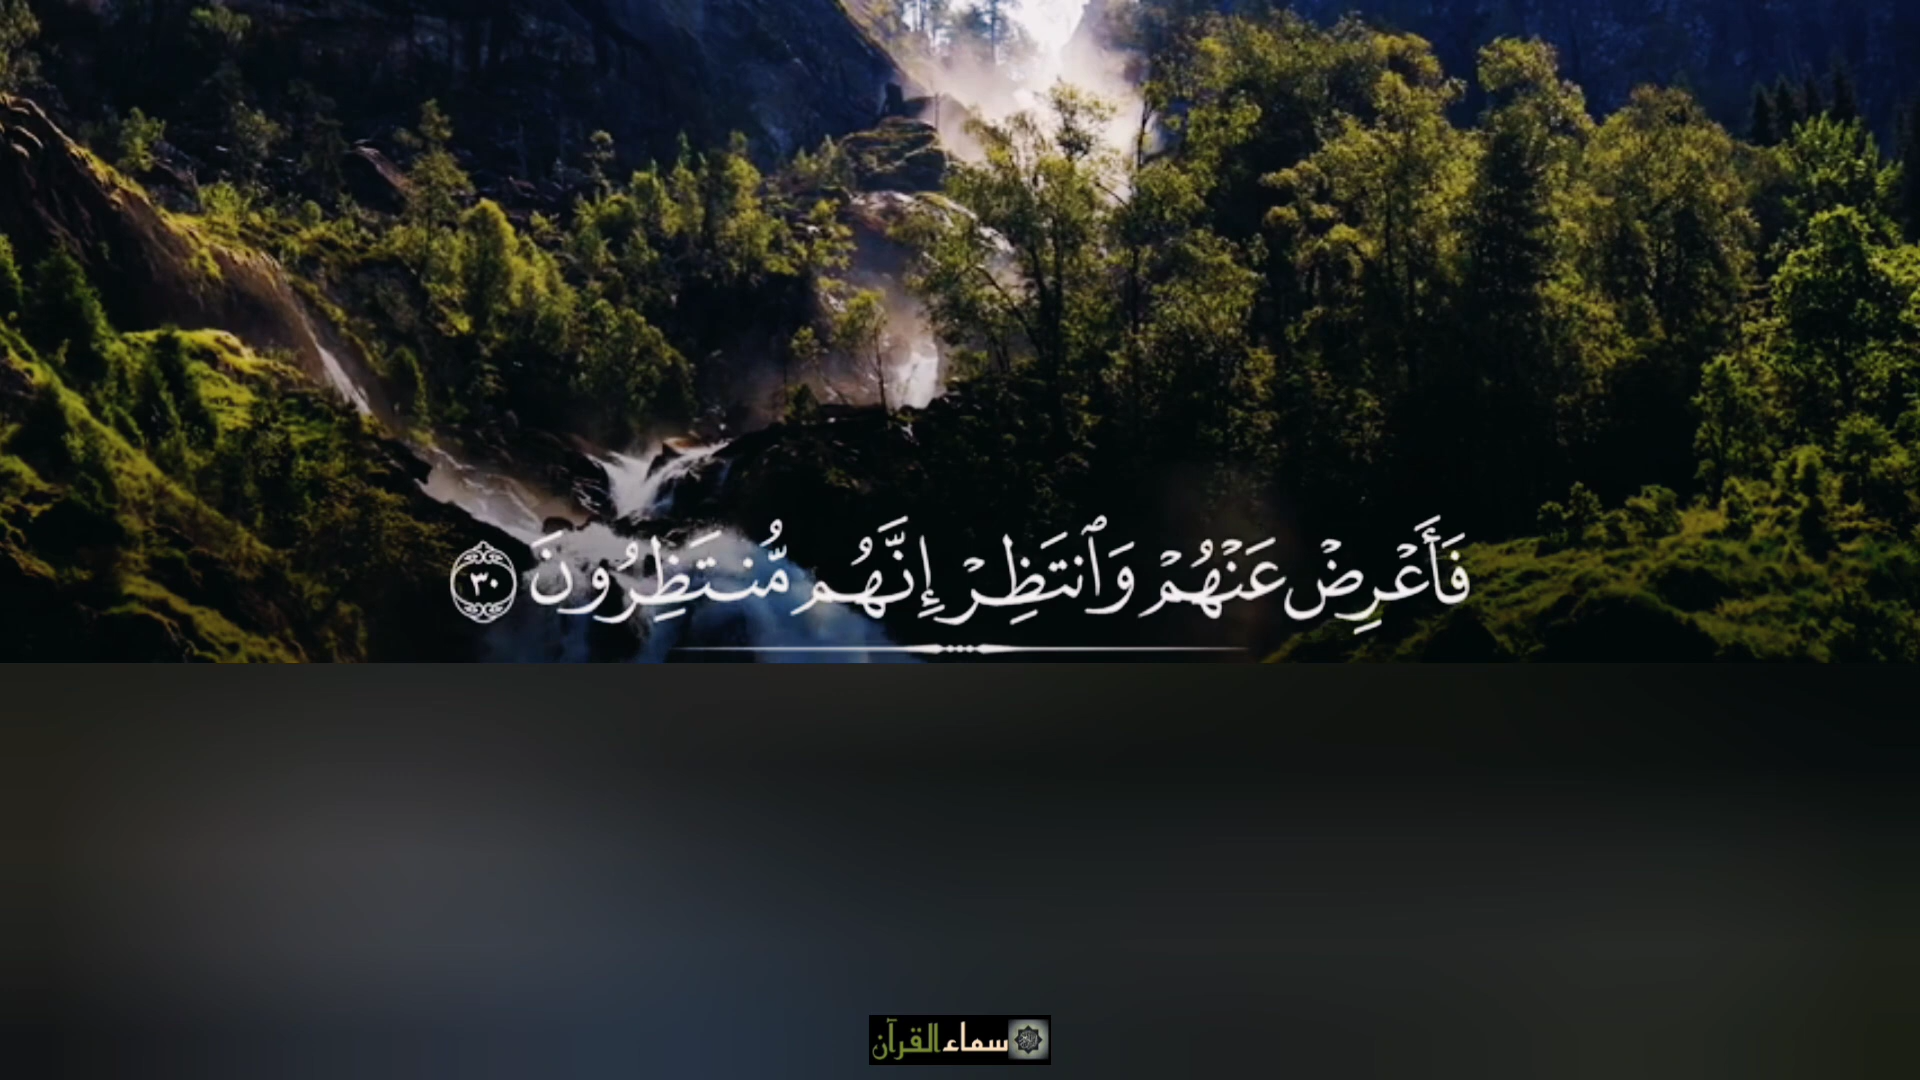 فَأَعْرِضْ عَنْهُمْ وَٱنتَظِرْ إِنَّهُم مُّنتَظِرُونَ ٣٠
سماء القرآن